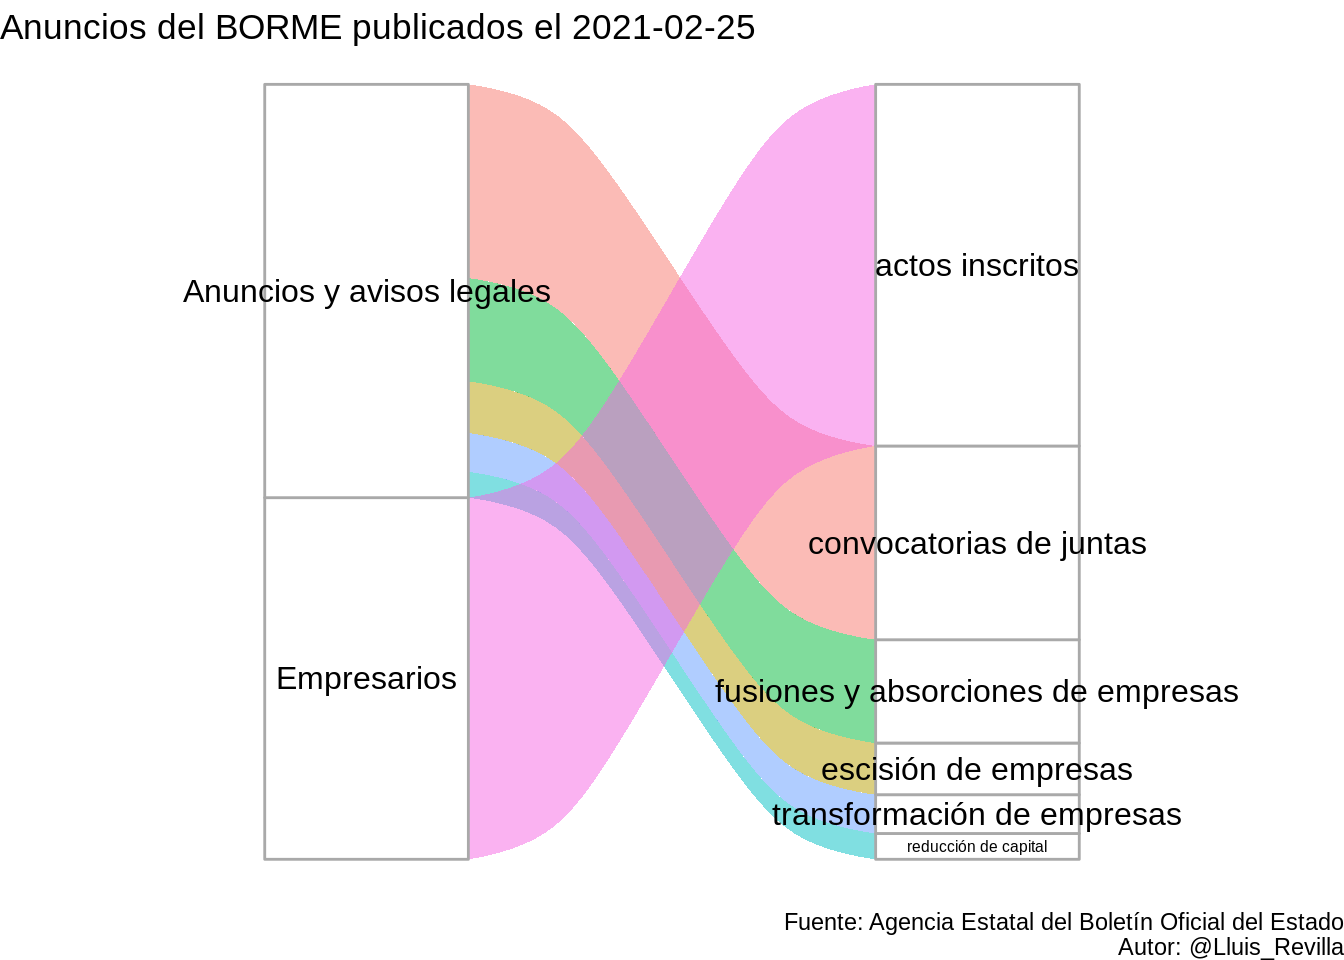 Anuncios del BORME publicados el 2021-02-25
actos inscritos
Anuncios y avisos legales
convocatorias de juntas
Empresarios
fusiones y absorciones de empresas
escisión de empresas
transformación de empresas
reducción de capital
Fuente: Agencia Estatal del Boletín Oficial del Estado
Autor: @Lluis_Revilla